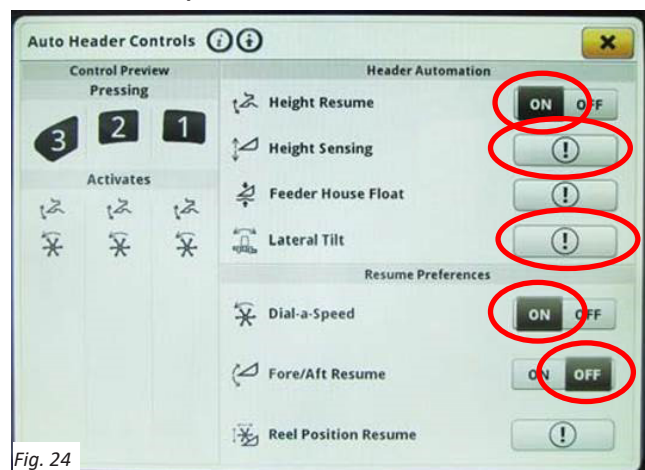 Auto Header Controls
Control Preview
Pressing
3 2 1
Activates
Header Automation
Height Resume ON OFF
Height Sensing !
Feeder House Float !
Lateral Tilt !
Resume Preferences
Dial-a-Speed ON OFF
Fore/Aft Resume ON OFF
Reel Position Resume !
Fig. 24